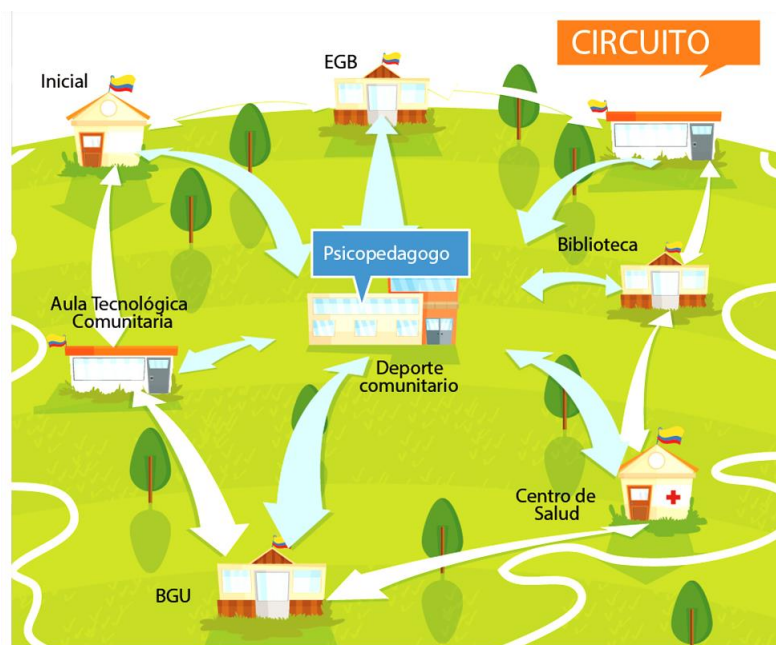 CIRCUITO
EGB
Inicial
Biblioteca
Psicopedagogo
Aula Tecnológica
Comunitaria
Deporte
comunitario
Centro de
Salud
BGU